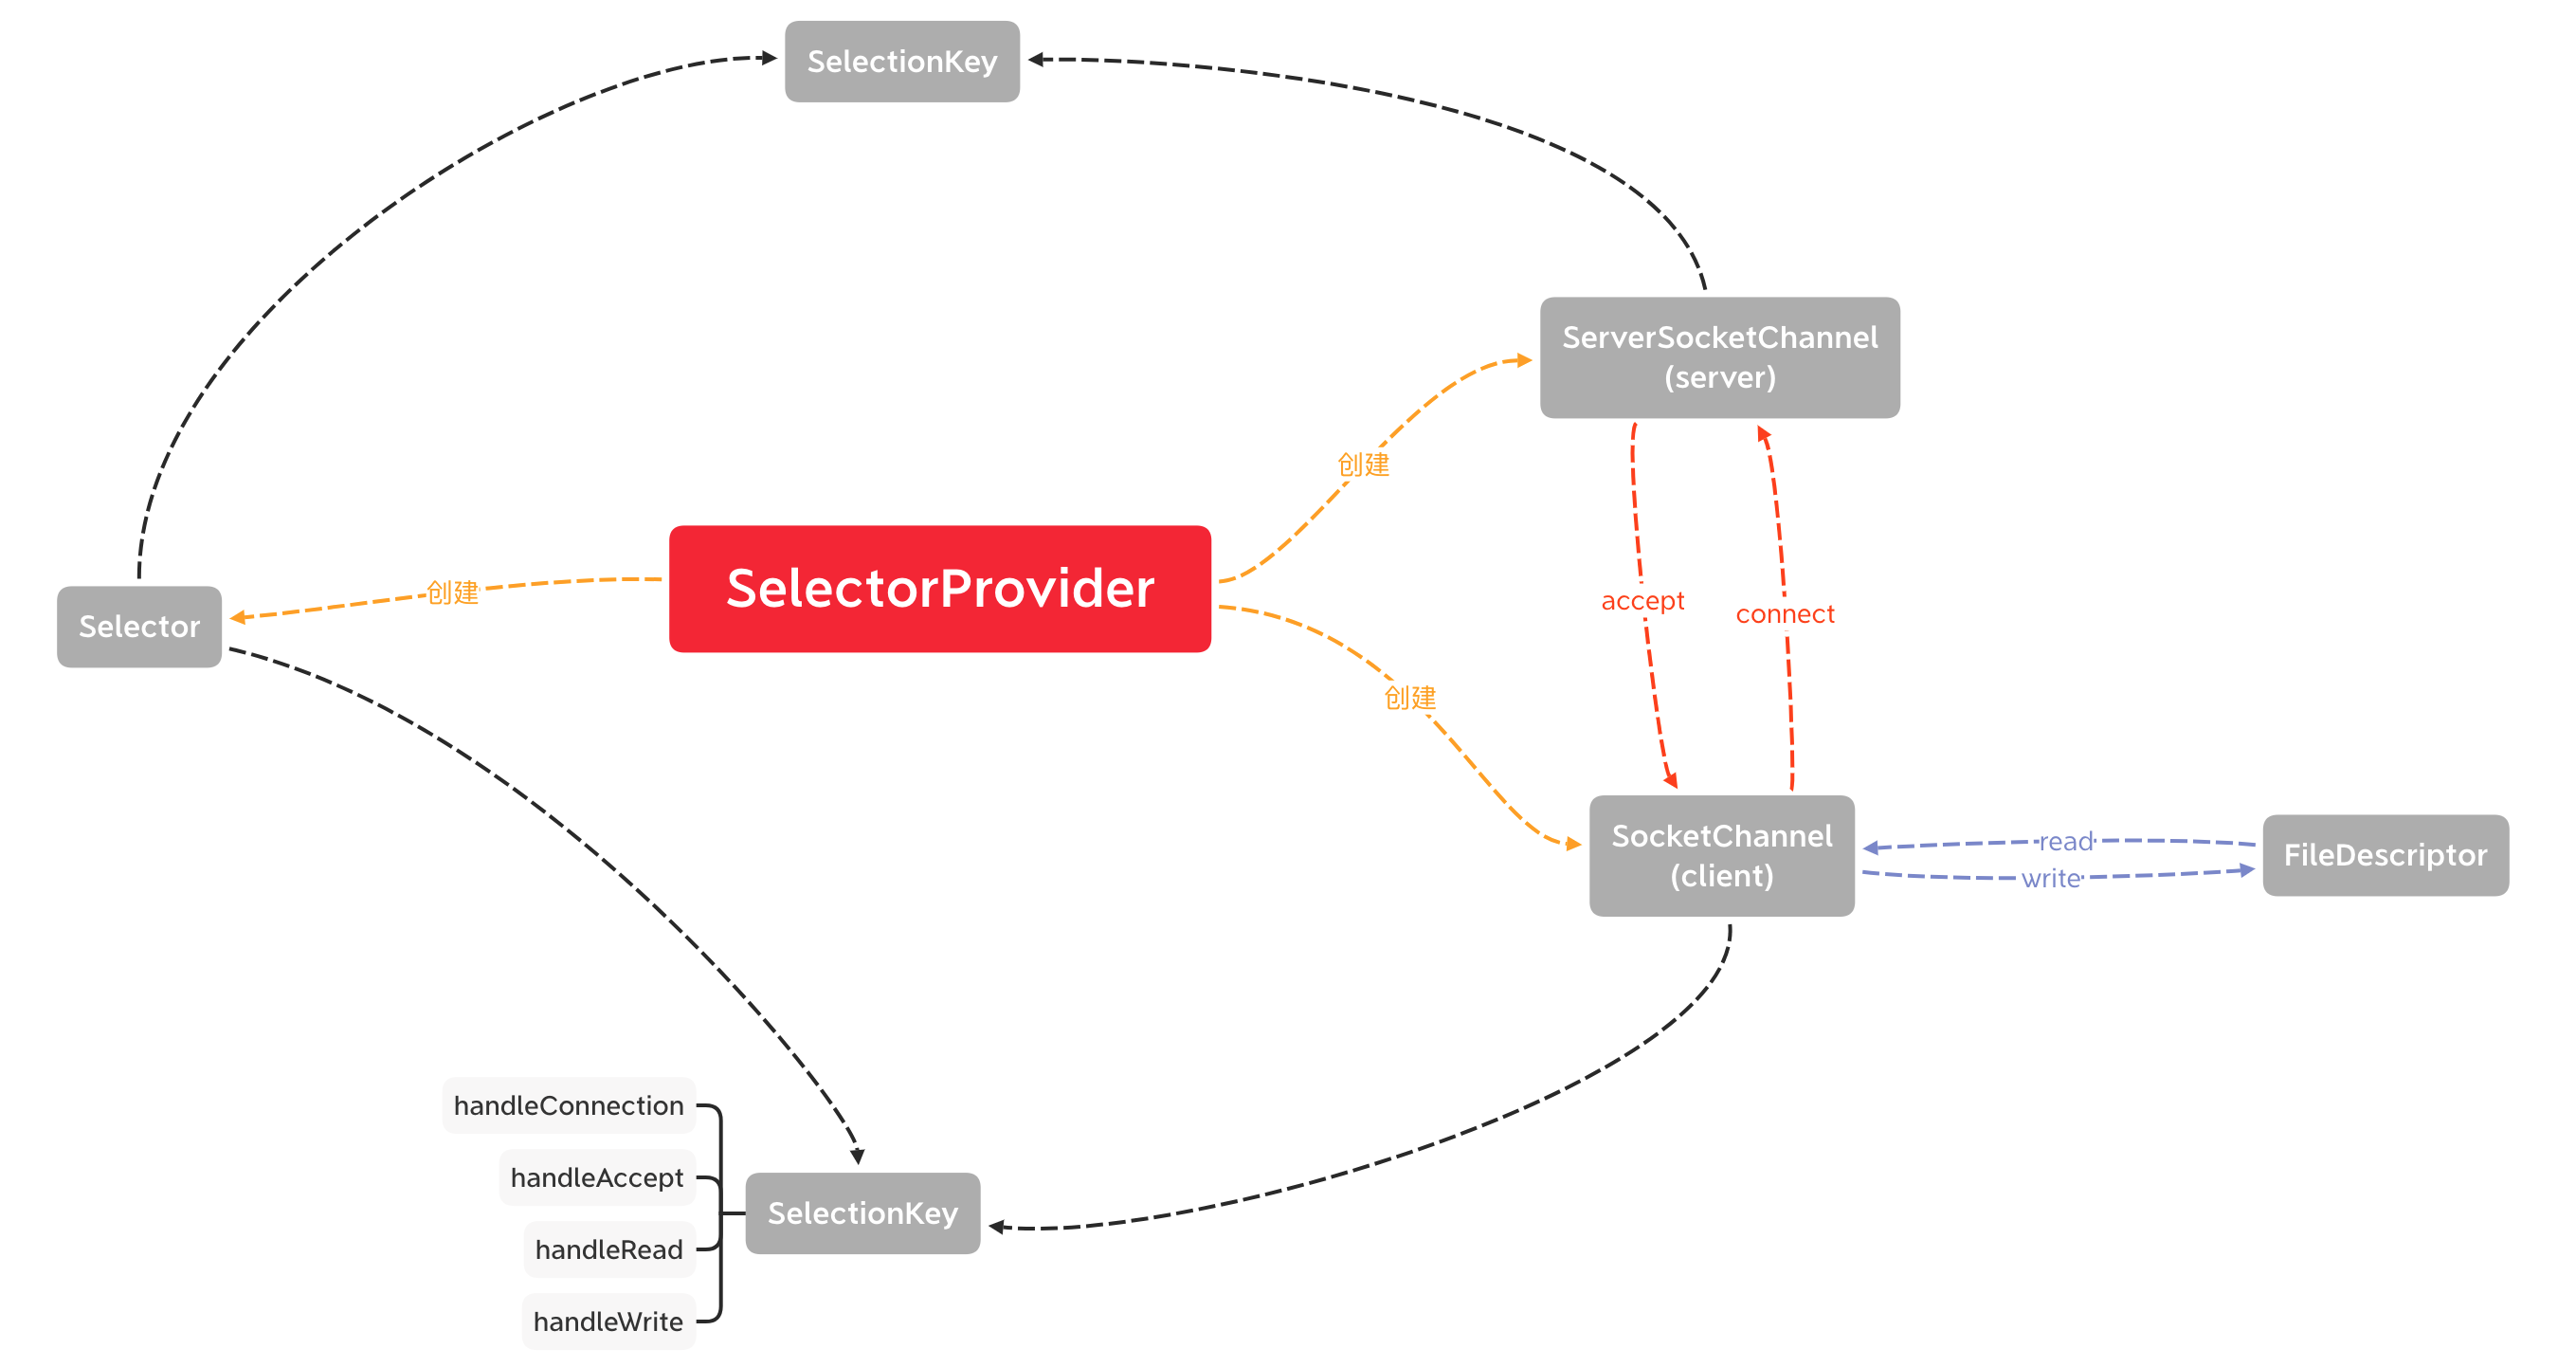 SelectionKey
ServerSocketChannel
(server)
创建
SelectorProvider
创建
Selector
accept
connect
创建
SocketChannel
(client)
read
write
FileDescriptor
handleConnection
handleAccept
SelectionKey
handleRead
handleWrite